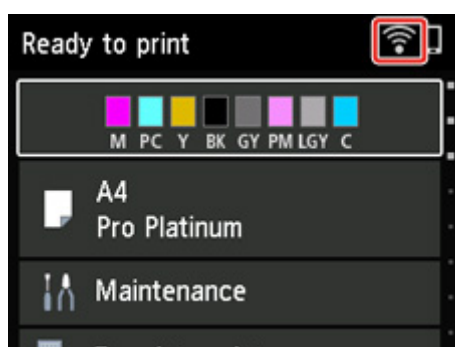 Ready to print
M PC Y BK GY PM LGY C
A4
Pro Platinum
Maintenance